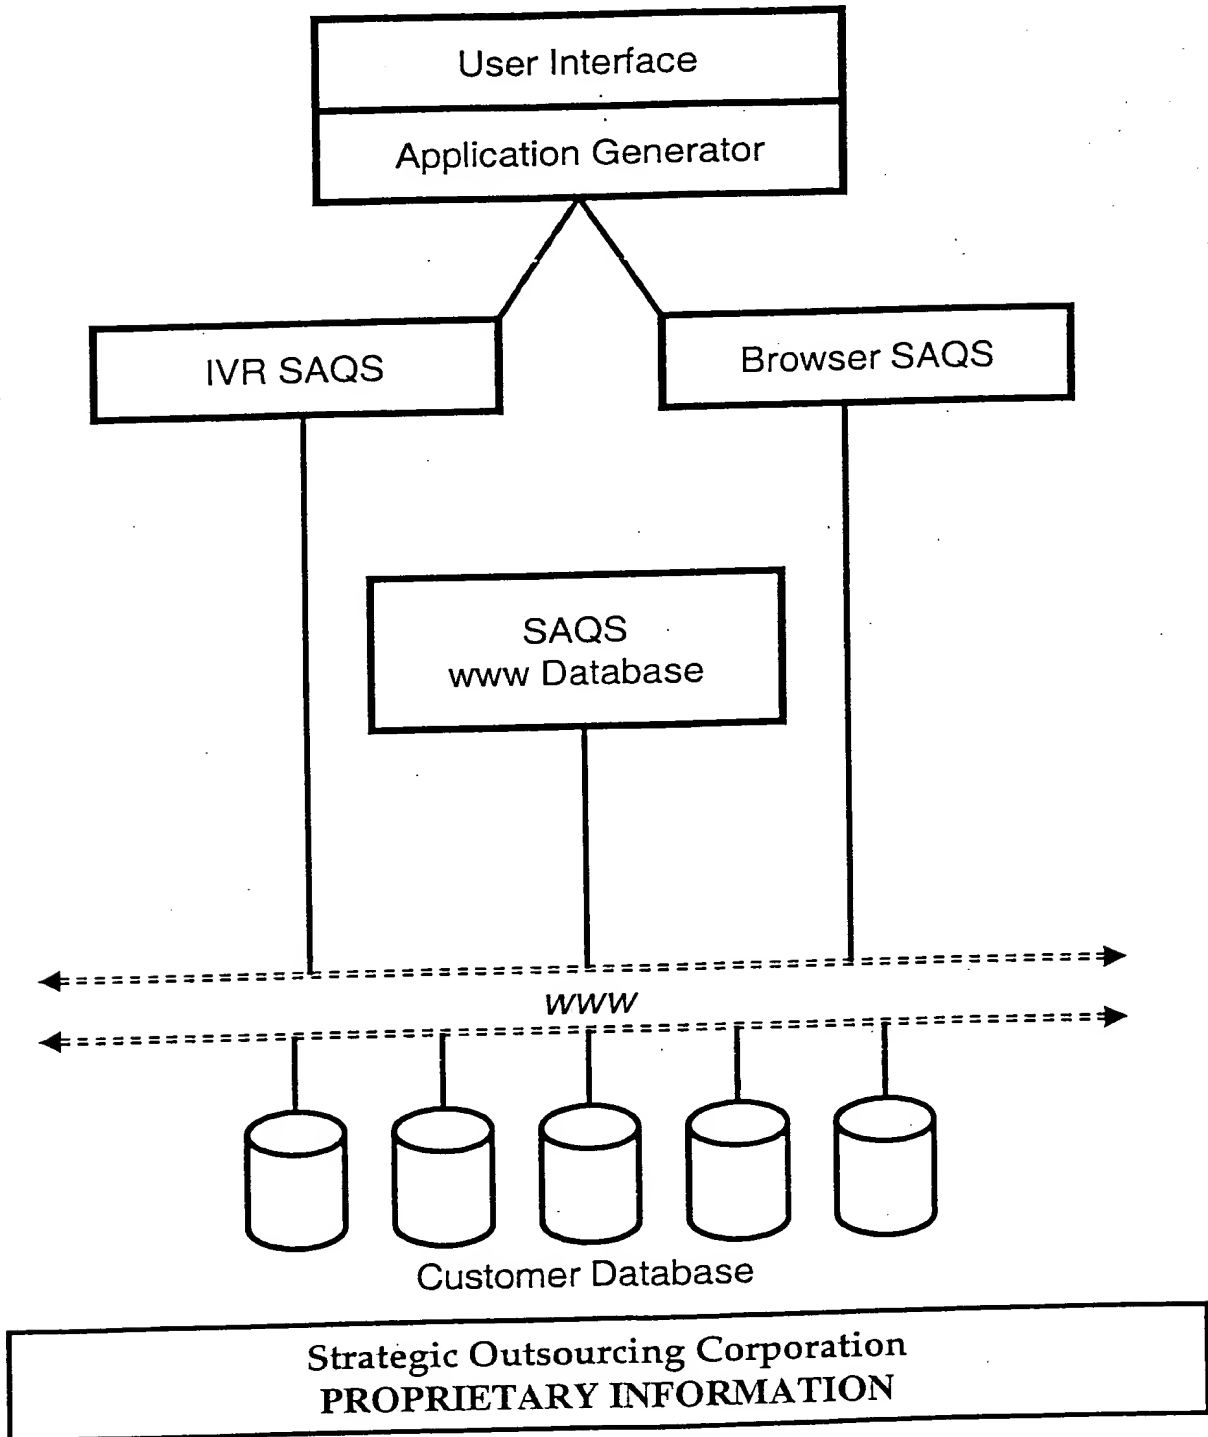 User Interface
Application Generator
IVR SAQS
Browser SAQS
SAQS
www Database
www
Customer Database
Strategic Outsourcing Corporation
PROPRIETARY INFORMATION